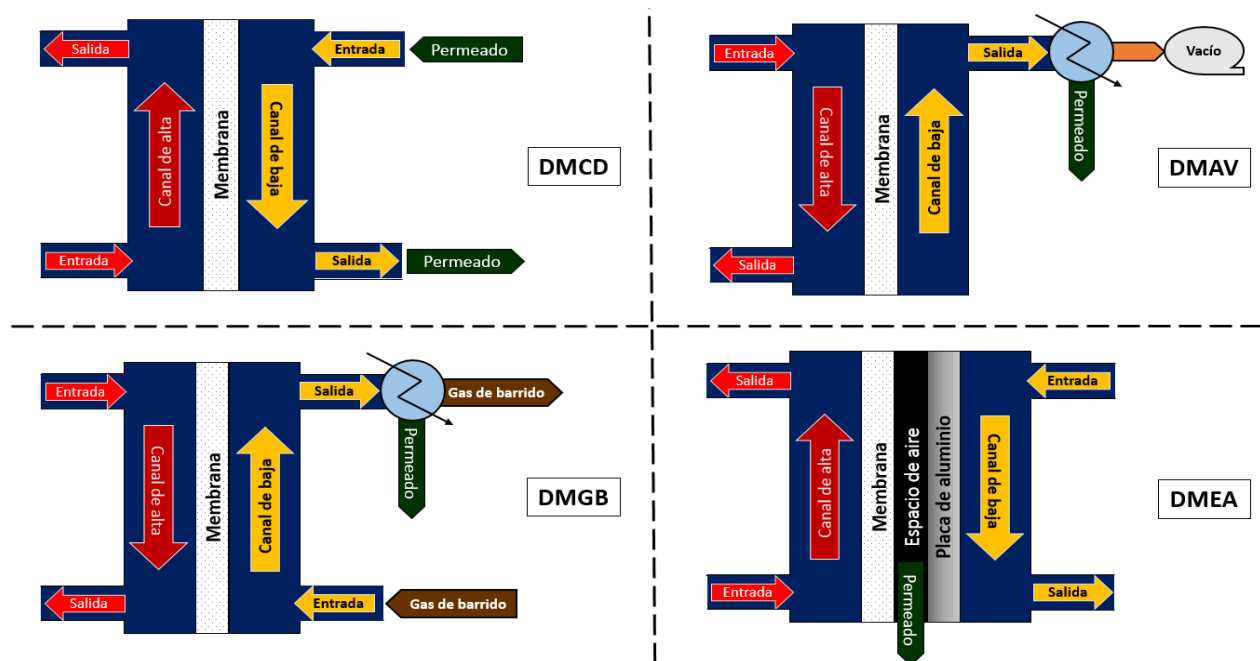 Salida
Entrada
Permeado
Canal de alta
Membrana
Canal de baja
DMCD
Entrada
Salida
Permeado
Entrada
Salida
Vacío
Permeado
Canal de alta
Membrana
Canal de baja
DMAV
Salida
Entrada
Salida
Gas de barrido
Permeado
Canal de alta
Membrana
Canal de baja
DMGB
Salida
Entrada
Gas de barrido
Salida
Entrada
Canal de alta
Membrana
Espacio de aire
Placa de aluminio
Canal de baja
DMEA
Entrada
Permeado
Salida